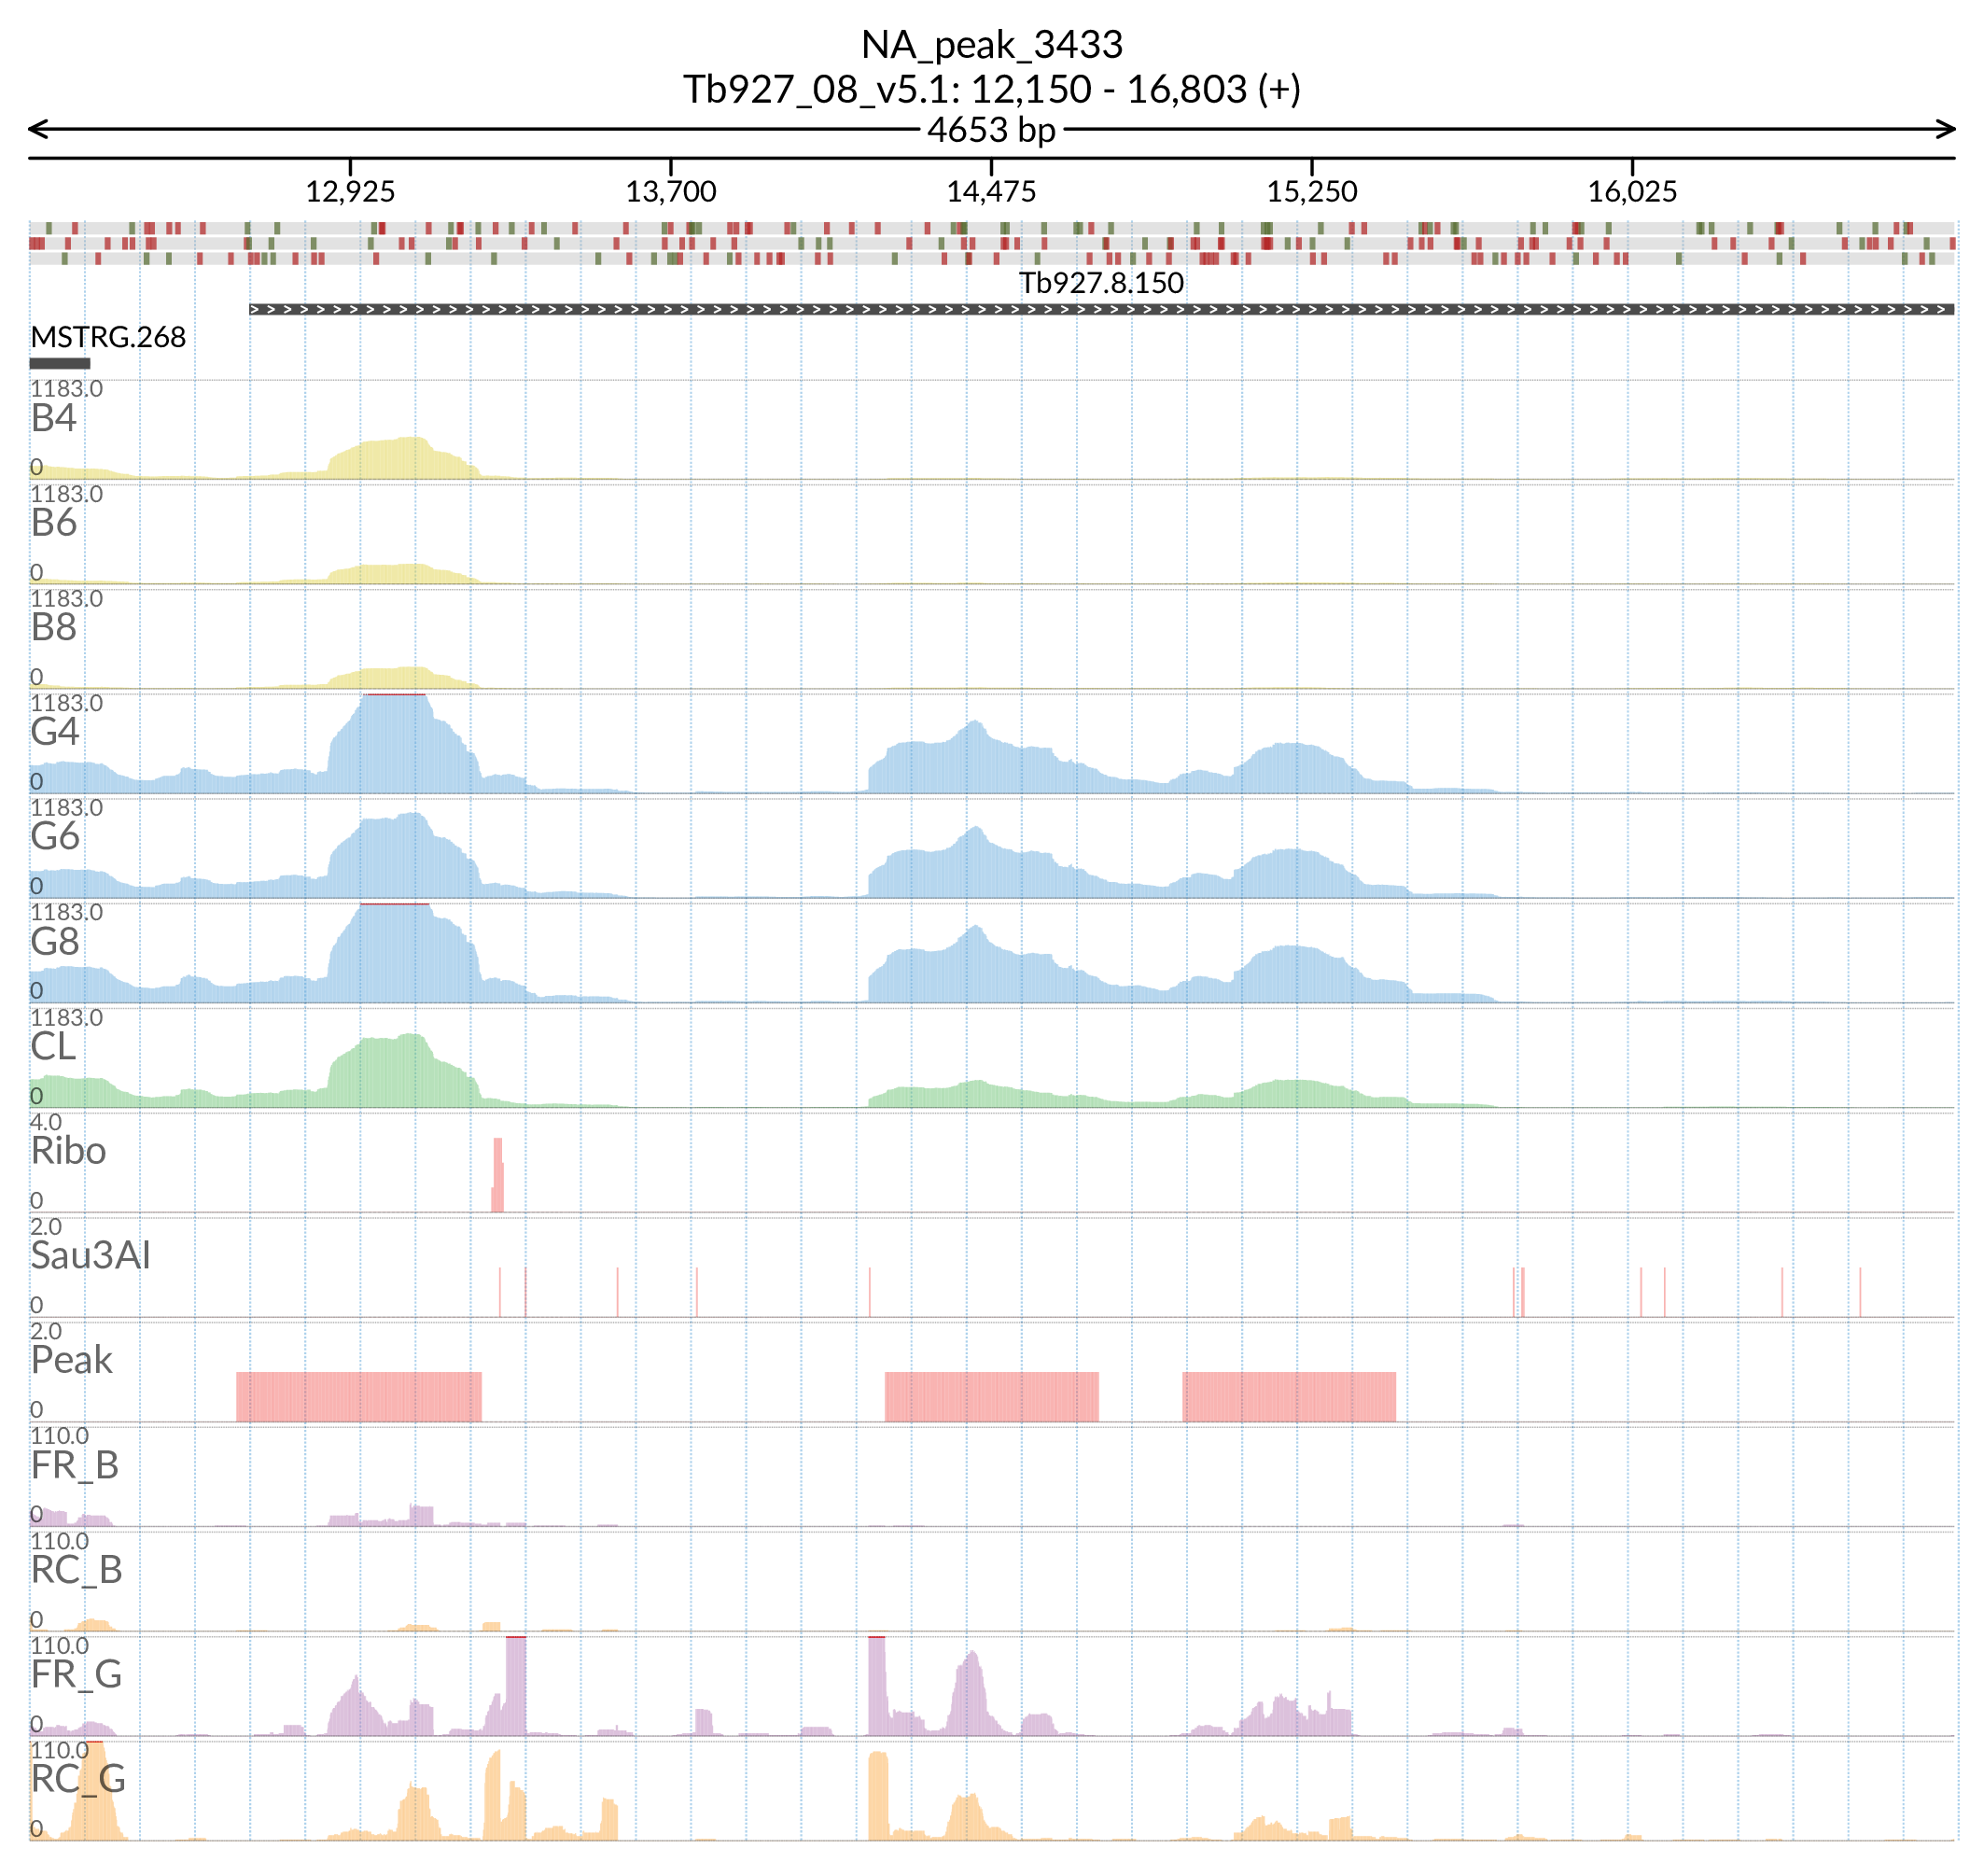 NA_peak_3433
Tb927_08_v5.1: 12,150 - 16,803 (+)
4653 bp
12,925 13,700 14,475 15,250 16,025
Tb927.8.150
MSTRG.268
1183.0
B4
0
1183.0
B6
0
1183.0
B8
0
1183.0
G4
0
1183.0
G6
0
1183.0
G8
0
1183.0
CL
0
4.0
Ribo
0
2.0
Sau3AI
0
2.0
Peak
0
110.0
FR_B
0
110.0
RC_B
0
110.0
FR_G
0
110.0
RC_G
0